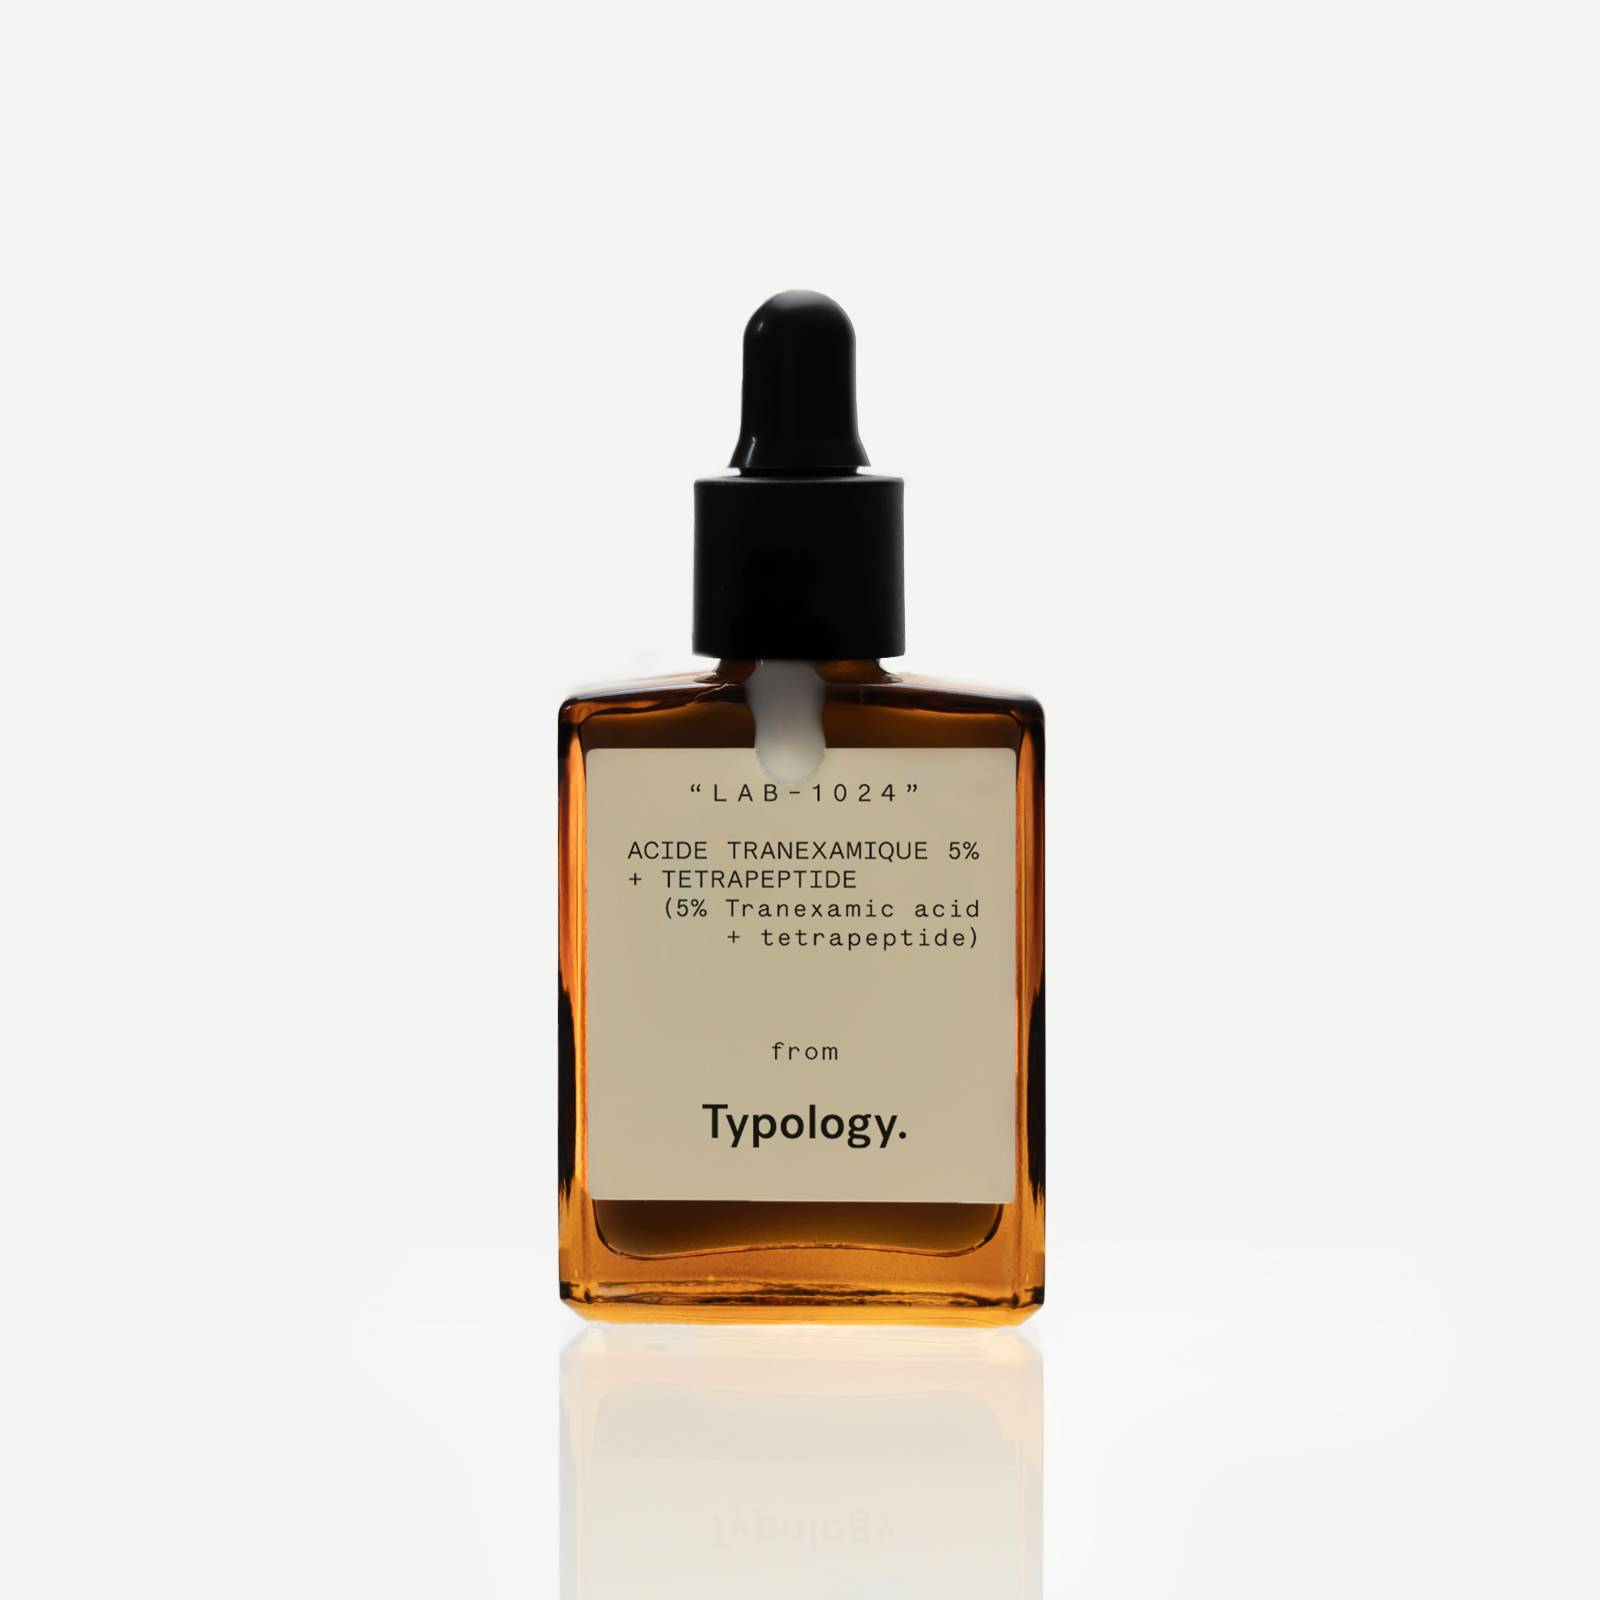 “LAB-1024”
ACIDE TRANEXAMIQUE 5%
+ TETRAPEPTIDE
(5% Tranexamic acid
+ tetrapeptide)
from
Typology.